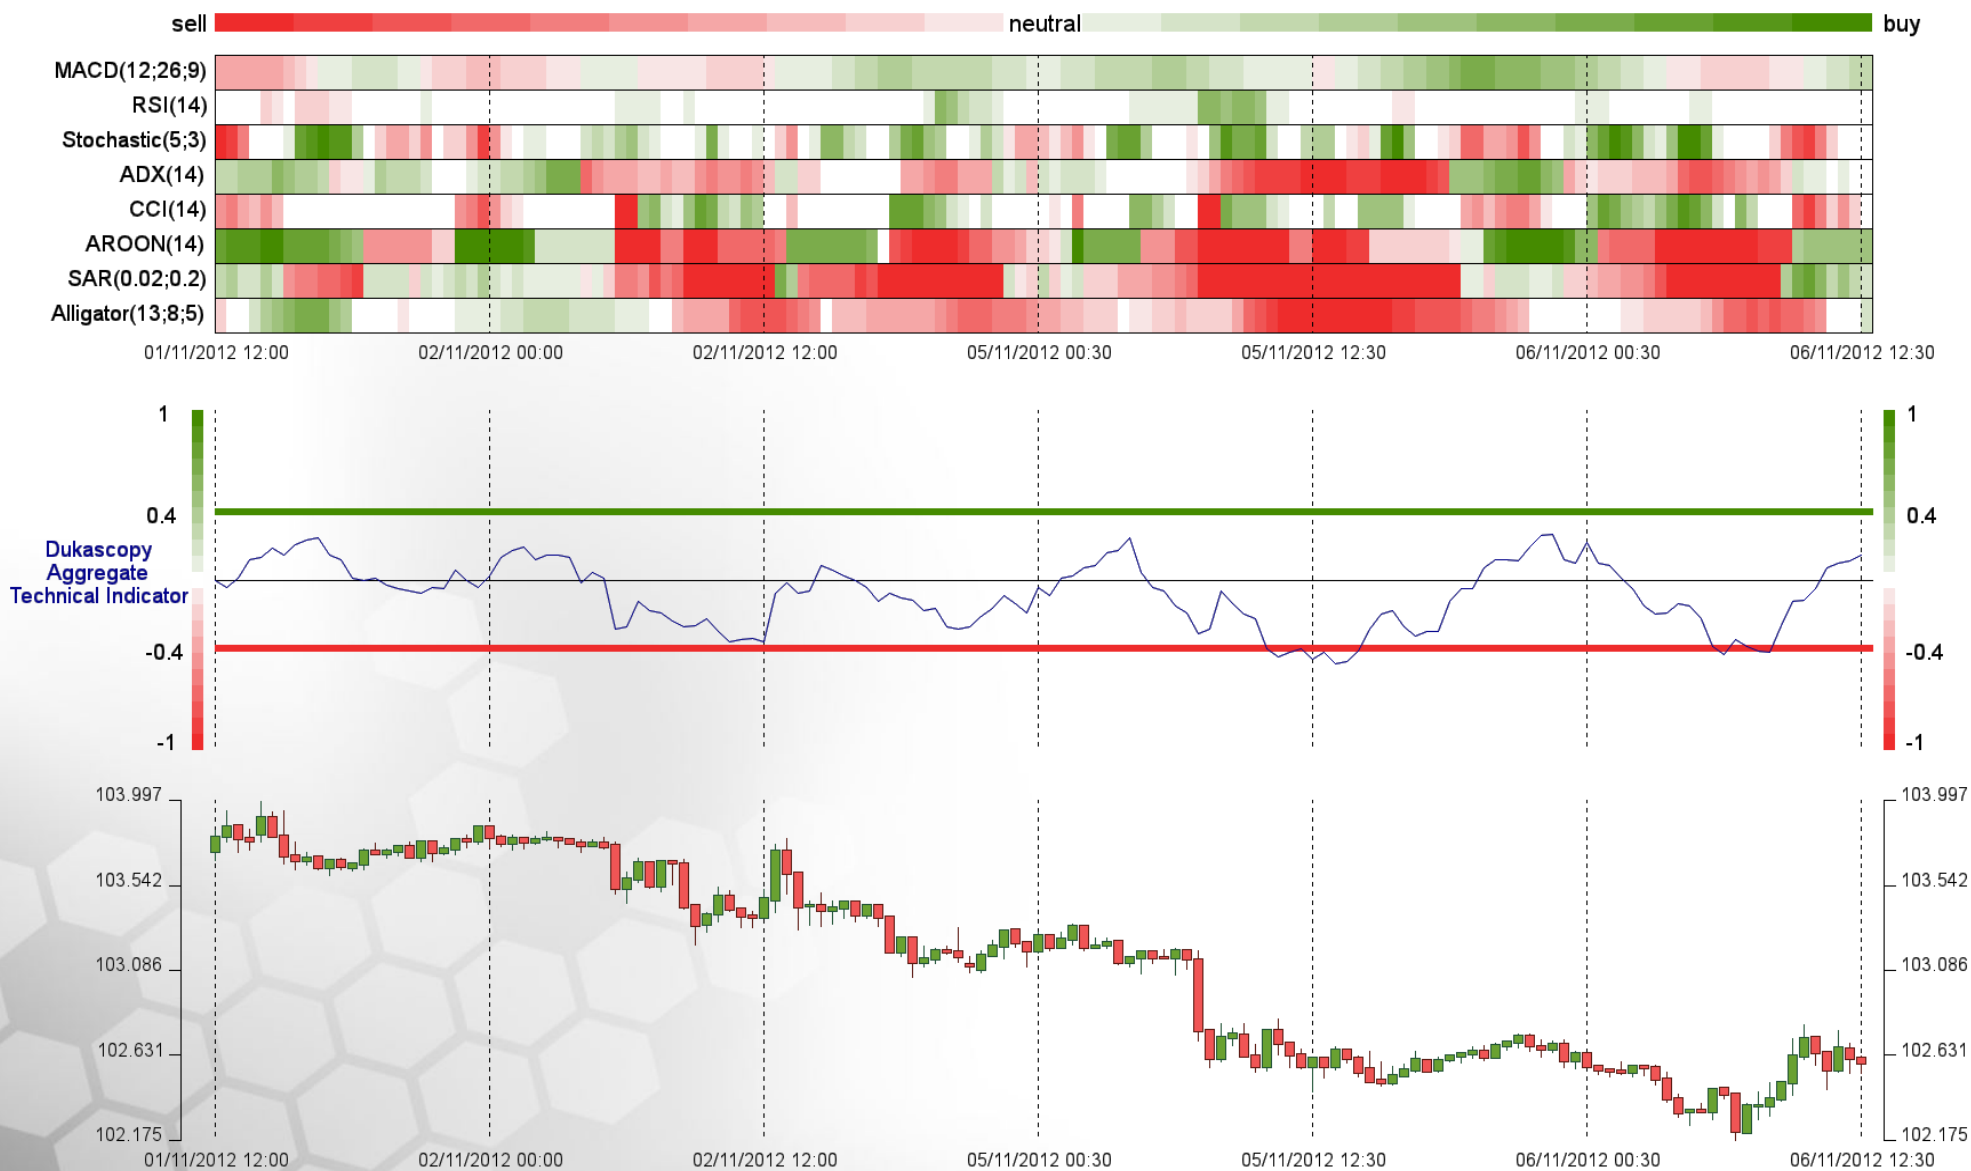 sell neutral buy
MACD(12;26;9)
RSI(14)
Stochastic(5;3)
ADX(14)
CCI(14)
AROON(14)
SAR(0.02;0.2)
Alligator(13;8;5)
01/11/2012 12:00 02/11/2012 00:00 02/11/2012 12:00 05/11/2012 00:30 05/11/2012 12:30 06/11/2012 00:30 06/11/2012 12:30
1 1
0.4 0.4
Dukascopy
Aggregate
Technical Indicator
-0.4 -0.4
-1 -1
103.997 103.997
103.542 103.542
103.086 103.086
102.631 102.631
102.175 102.175
01/11/2012 12:00 02/11/2012 00:00 02/11/2012 12:00 05/11/2012 00:30 05/11/2012 12:30 06/11/2012 00:30 06/11/2012 12:30